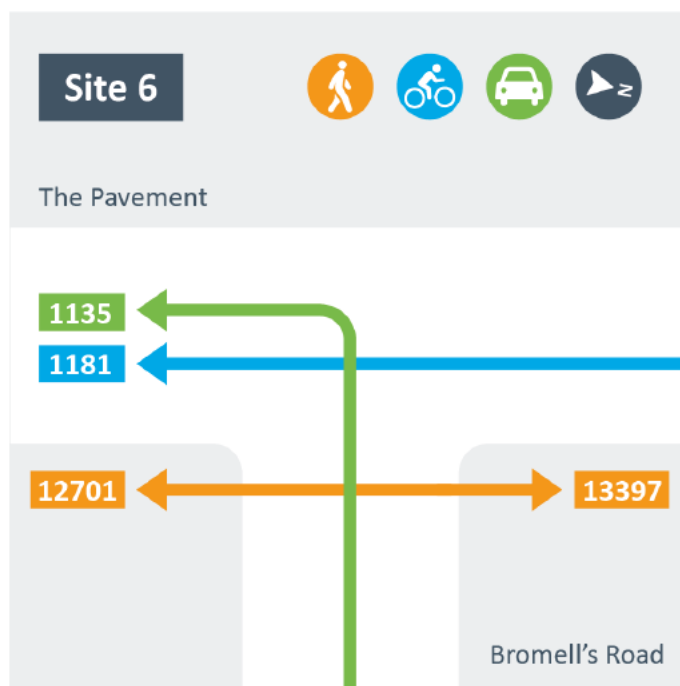 Site 6
N
The Pavement
1135
1181
12701
13397
Bromell's Road